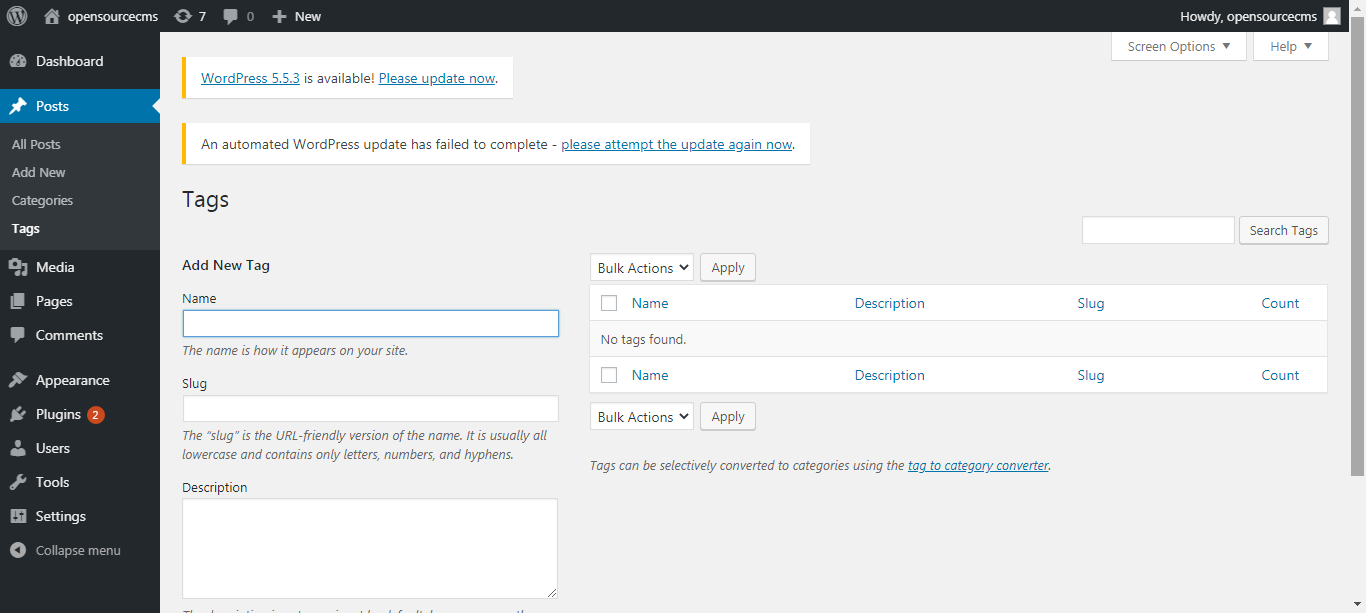 opensourcecms 7 0 New Howdy, opensourcecms
Screen Options Help
Dashboard
Posts
All Posts
Add New
Categories
Tags
Media
Pages
Comments
Appearance
Plugins 2
Users
Tools
Settings
Collapse menu
WordPress 5.5.3 is available! Please update now.
An automated WordPress update has failed to complete - please attempt the update again now.
Tags
Search Tags
Add New Tag
Name
The name is how it appears on your site.
Slug
The “slug” is the URL-friendly version of the name. It is usually all
lowercase and contains only letters, numbers, and hyphens.
Description
Bulk Actions Apply
Name Description Slug Count
No tags found.
Name Description Slug Count
Bulk Actions Apply
Tags can be selectively converted to categories using the tag to category converter.